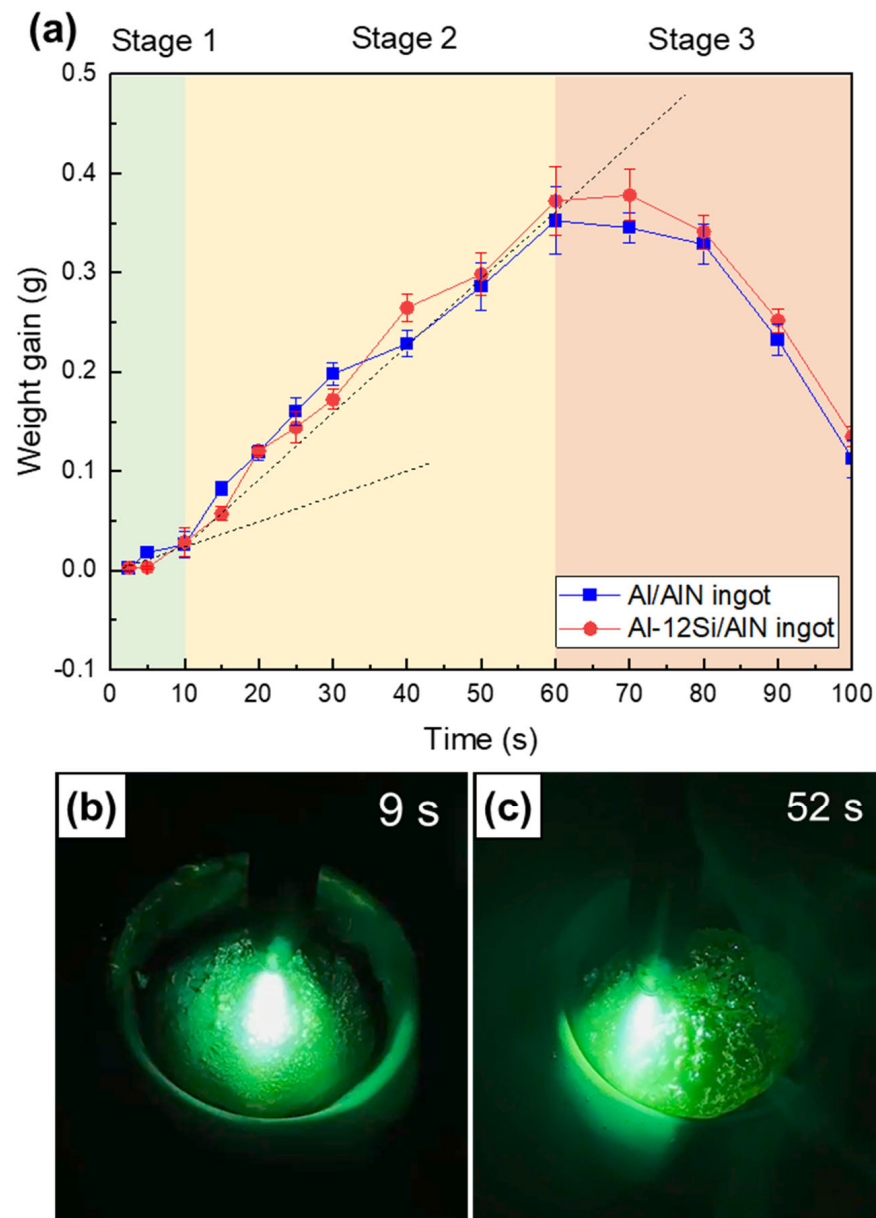 (a)
Stage 1 Stage 2 Stage 3
0.5
0.4
0.3
0.2
0.1
0.0
-0.1
Weight gain (g)
Al/AlN ingot
Al-12Si/AlN ingot
0 10 20 30 40 50 60 70 80 90 100
Time (s)
(b) 9 s
(c) 52 s